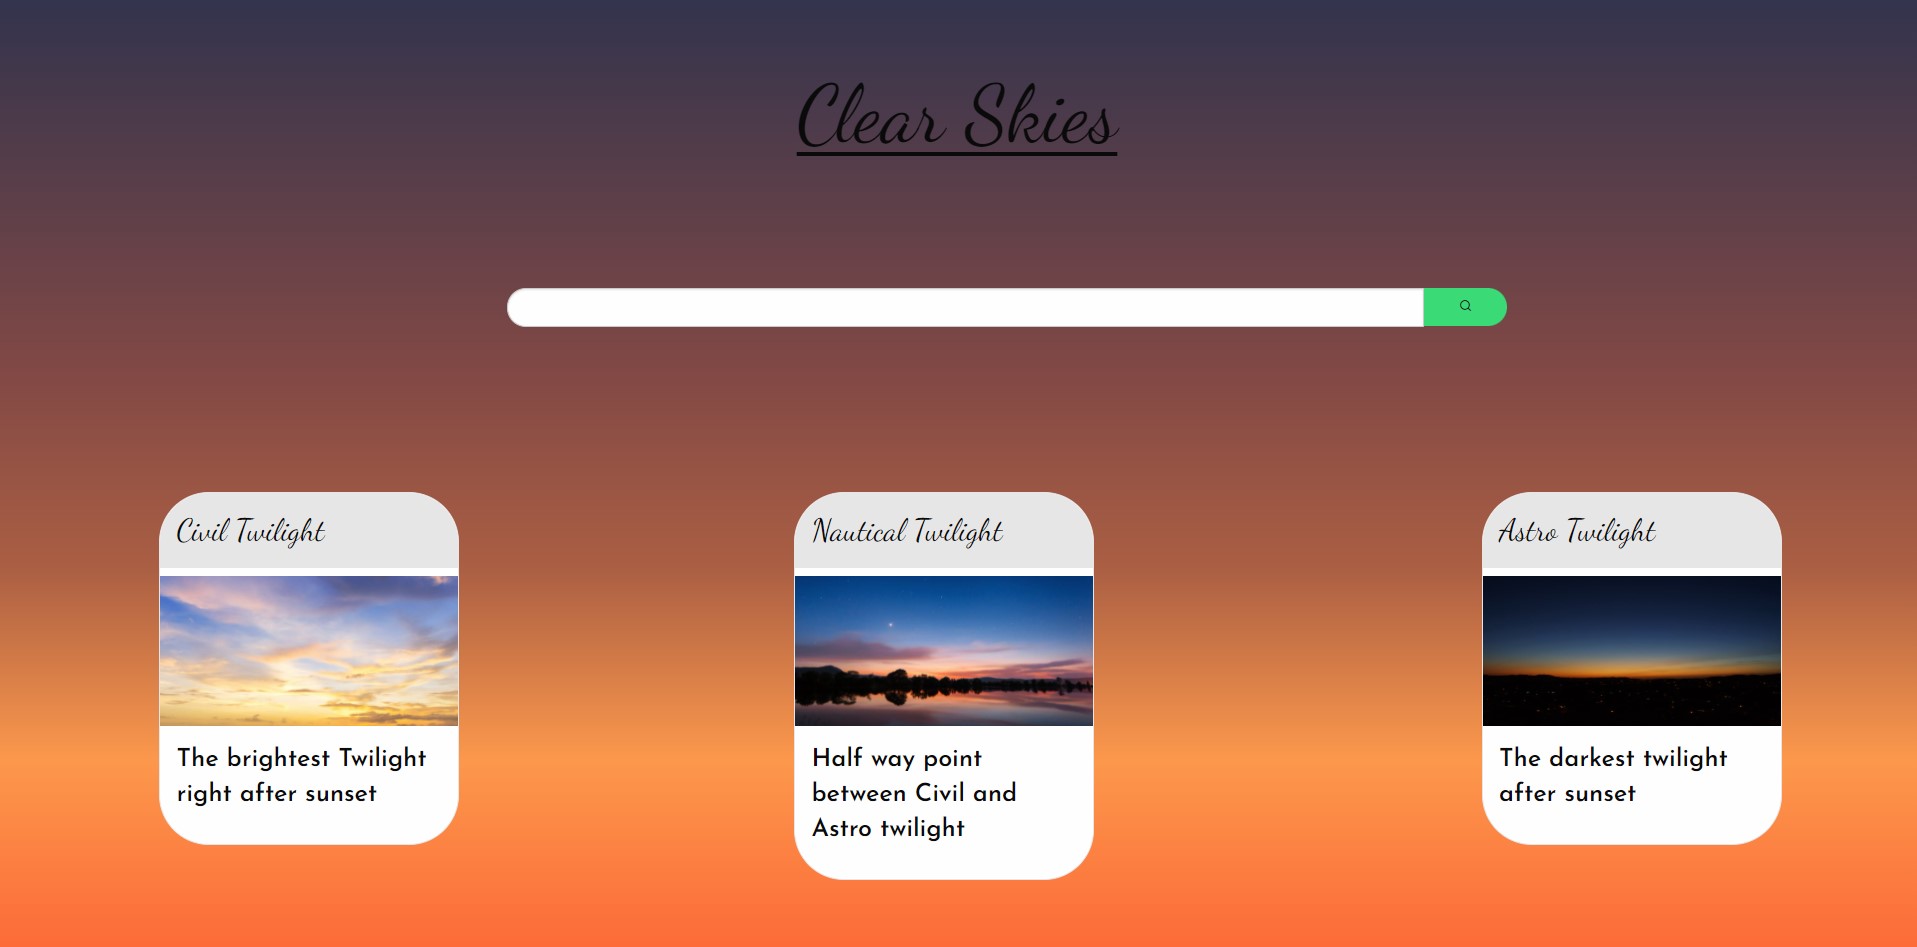 Clear Skies
Civil Twilight
The brightest Twilight
right after sunset
Nautical Twilight
Half way point
between Civil and
Astro twilight
Astro Twilight
The darkest twilight
after sunset